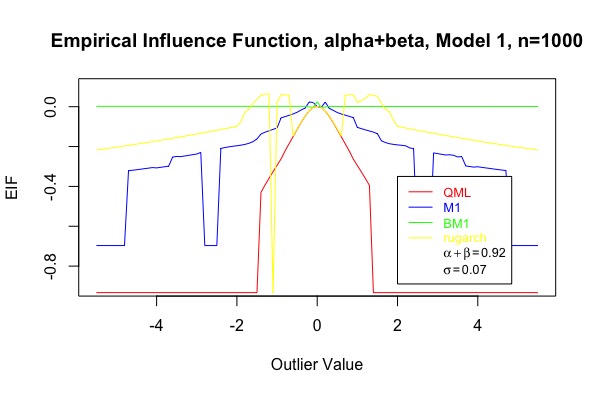 Empirical Influence Function, alpha+beta, Model 1, n=1000
EIF
0.0
-0.4
-0.8
QML
M1
BM1
rugarch
α+β=0.92
σ=0.07
-4 -2 0 2 4
Outlier Value